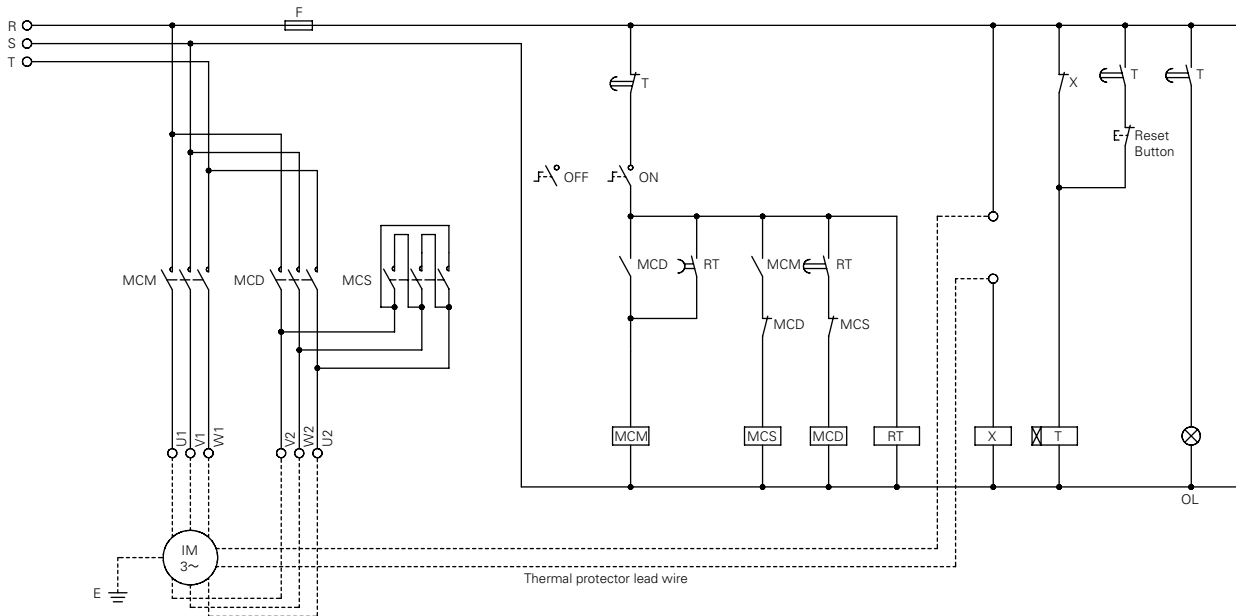 R
F
S
T
T
X
T
T
Reset
Button
OFF
ON
MCM
MCD
MCS
MCD
RT
MCM
RT
MCD
MCS
U1
V1
W1
V2
W2
U2
MCM
MCS
MCD
RT
X
T
OL
IM
3~
E
Thermal protector lead wire